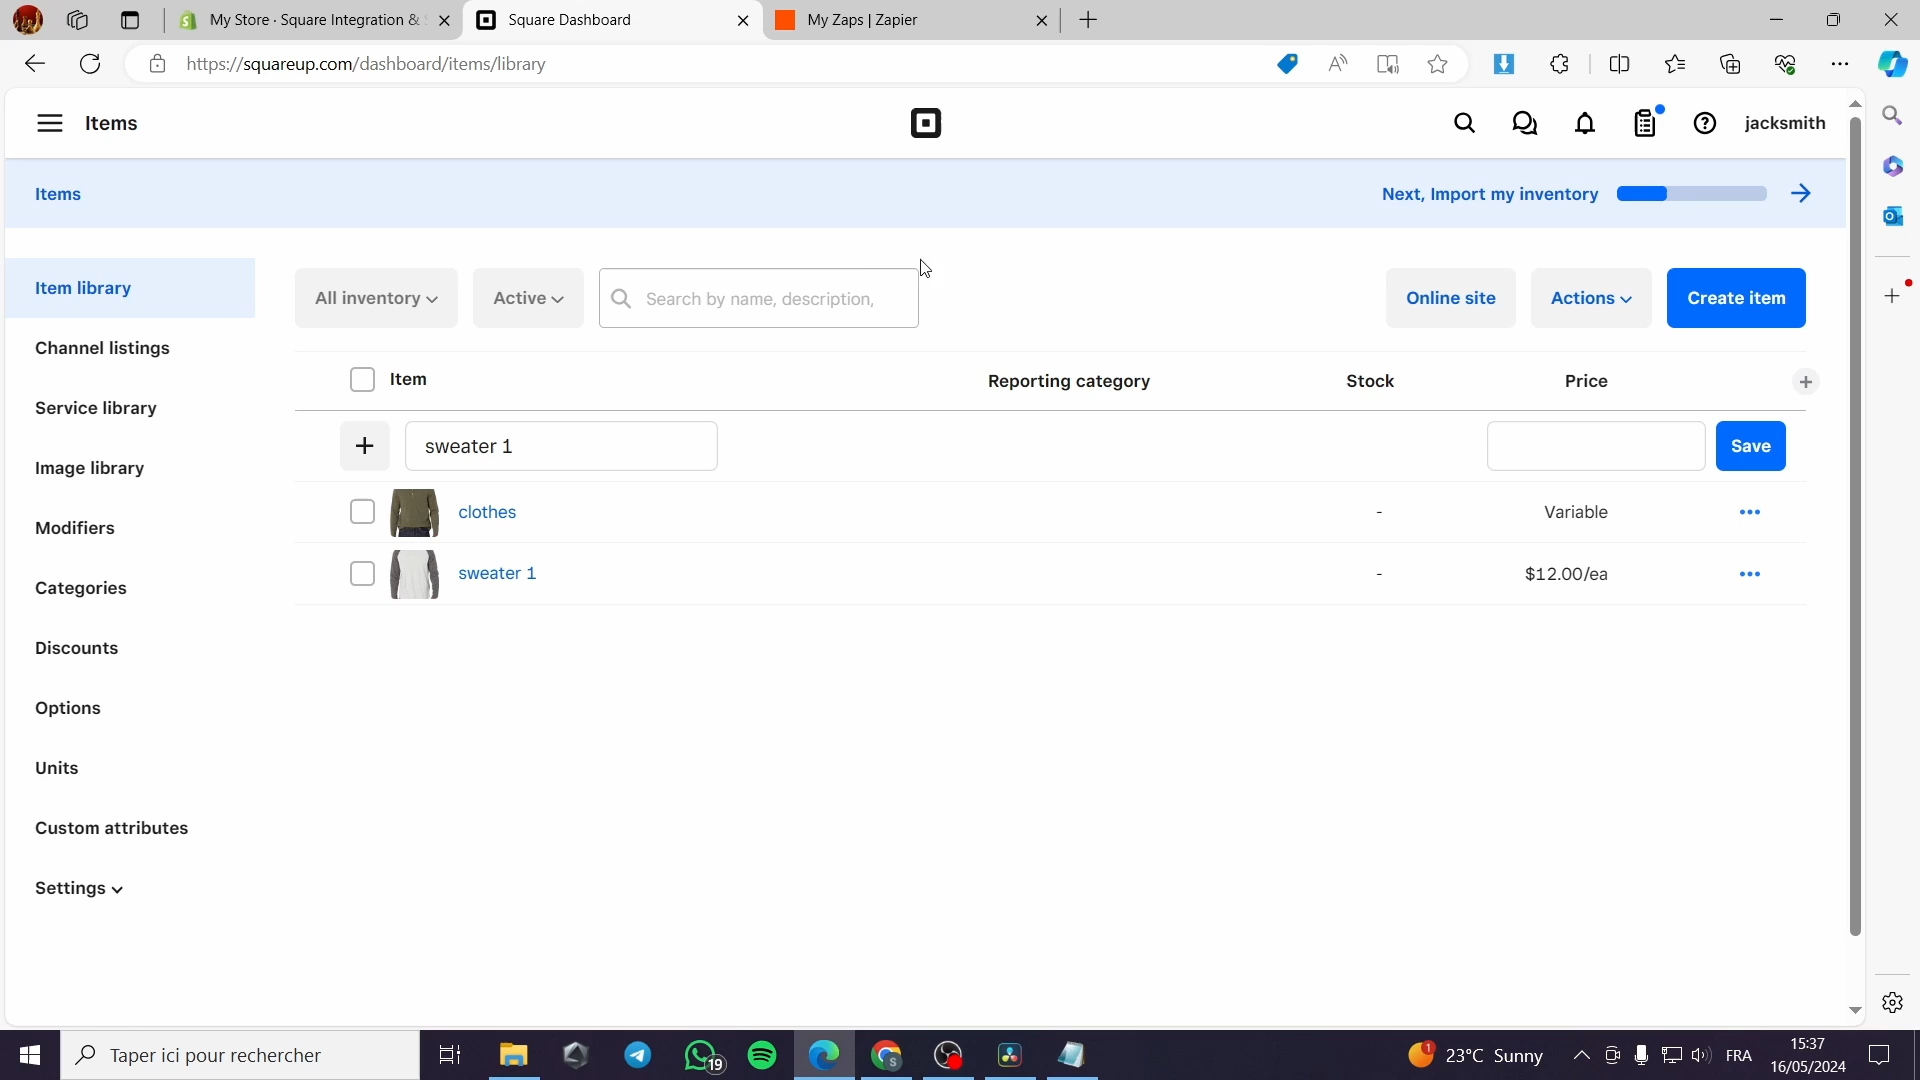 My Store · Square Integration &
Square Dashboard
My Zaps | Zapier
https://squareup.com/dashboard/items/library
Items
jacksmith
Items
Next, Import my inventory
Item library
Channel listings
Service library
Image library
Modifiers
Categories
Discounts
Options
Units
Custom attributes
Settings
All inventory
Active
Search by name, description,
Online site
Actions
Create item
Item
Reporting category
Stock
Price
sweater 1
Save
clothes
-
Variable
sweater 1
-
$12.00/ea
Taper ici pour rechercher
19
1
23°C Sunny
FRA
15:37
16/05/2024